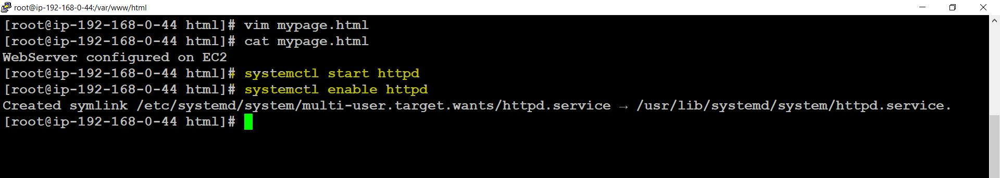 root@ip-192-168-0-44:/var/www/html
[root@ip-192-168-0-44 html]# vim mypage.html
[root@ip-192-168-0-44 html]# cat mypage.html
WebServer configured on EC2
[root@ip-192-168-0-44 html]# systemctl start httpd
[root@ip-192-168-0-44 html]# systemctl enable httpd
Created symlink /etc/systemd/system/multi-user.target.wants/httpd.service → /usr/lib/systemd/system/httpd.service.
[root@ip-192-168-0-44 html]#